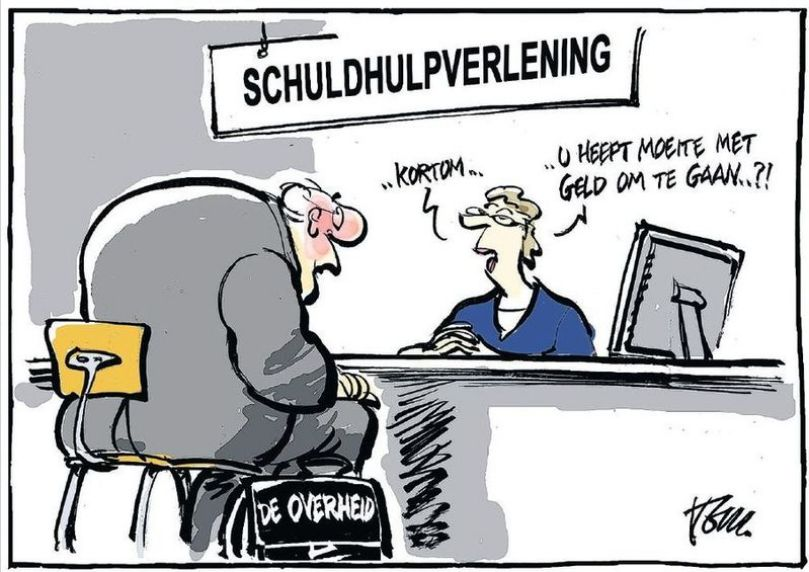 SCHULDHULPVERLENING
..KORTOM...
..U HEEFT MOEITE MET
GELD OM TE GAAN..?!
DE OVERHEID